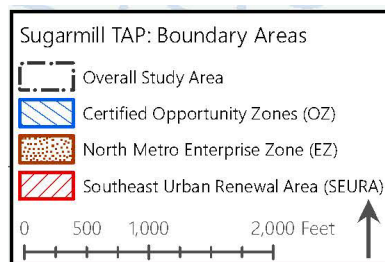 Sugarmill TAP: Boundary Areas
Overall Study Area
Certified Opportunity Zones (OZ)
North Metro Enterprise Zone (EZ)
Southeast Urban Renewal Area (SEURA)
0 500 1,000 2,000 Feet